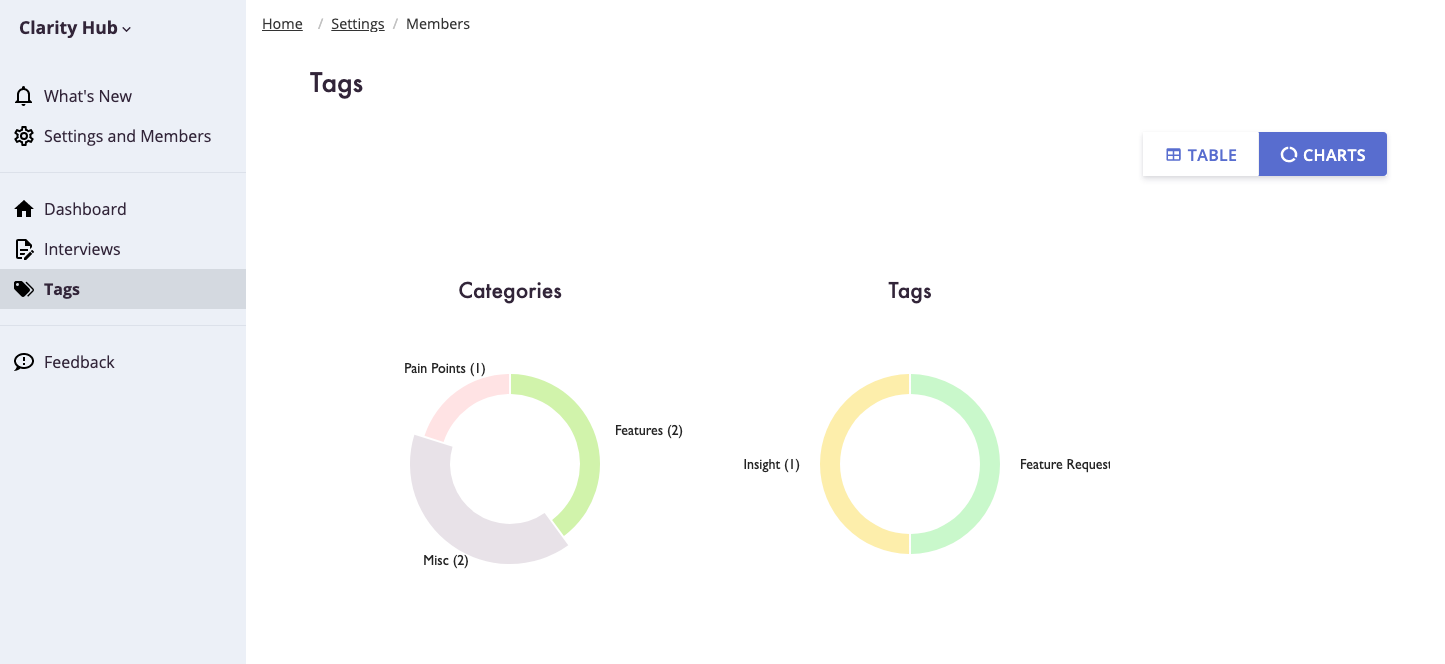 Clarity Hub
What's New
Settings and Members
Dashboard
Interviews
Tags
Feedback
Home / Settings / Members
Tags
TABLE
CHARTS
Categories
Pain Points (1)
Features (2)
Misc (2)
Tags
Insight (1)
Feature Request